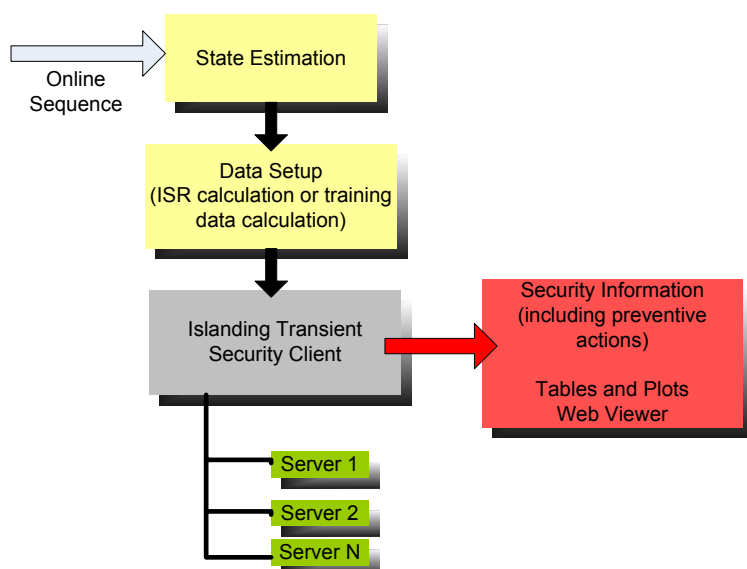 State Estimation
Online
Sequence
Data Setup
(ISR calculation or training
data calculation)
Islanding Transient
Security Client
Security Information
(including preventive
actions)
Tables and Plots
Web Viewer
Server 1
Server 2
Server N